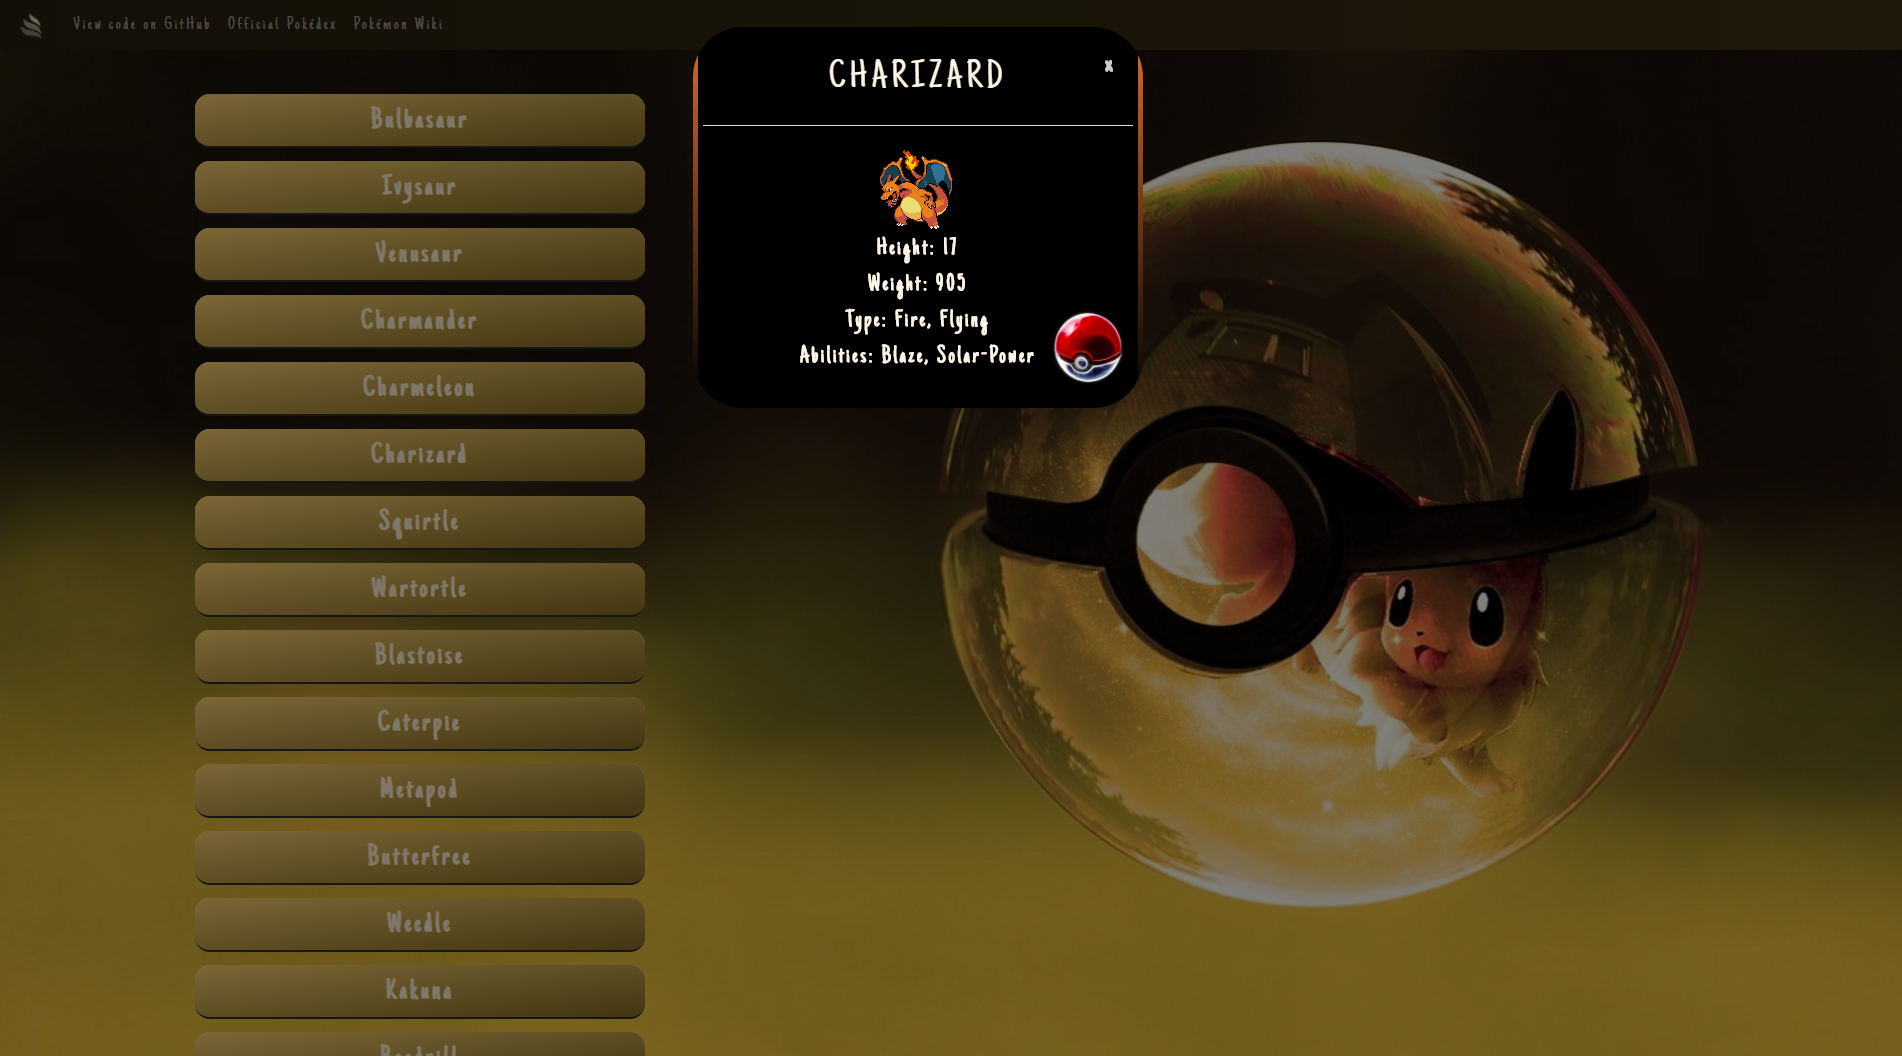 View code on GitHub Official Pokédex Pokémon Wiki
CHARIZARD
x
Height: 17
Weight: 905
Type: Fire, Flying
Abilities: Blaze, Solar-Power
Bulbasaur
Ivysaur
Venusaur
Charmander
Charmeleon
Charizard
Squirtle
Wartortle
Blastoise
Caterpie
Metapod
Butterfree
Weedle
Kakuna
Beedrill